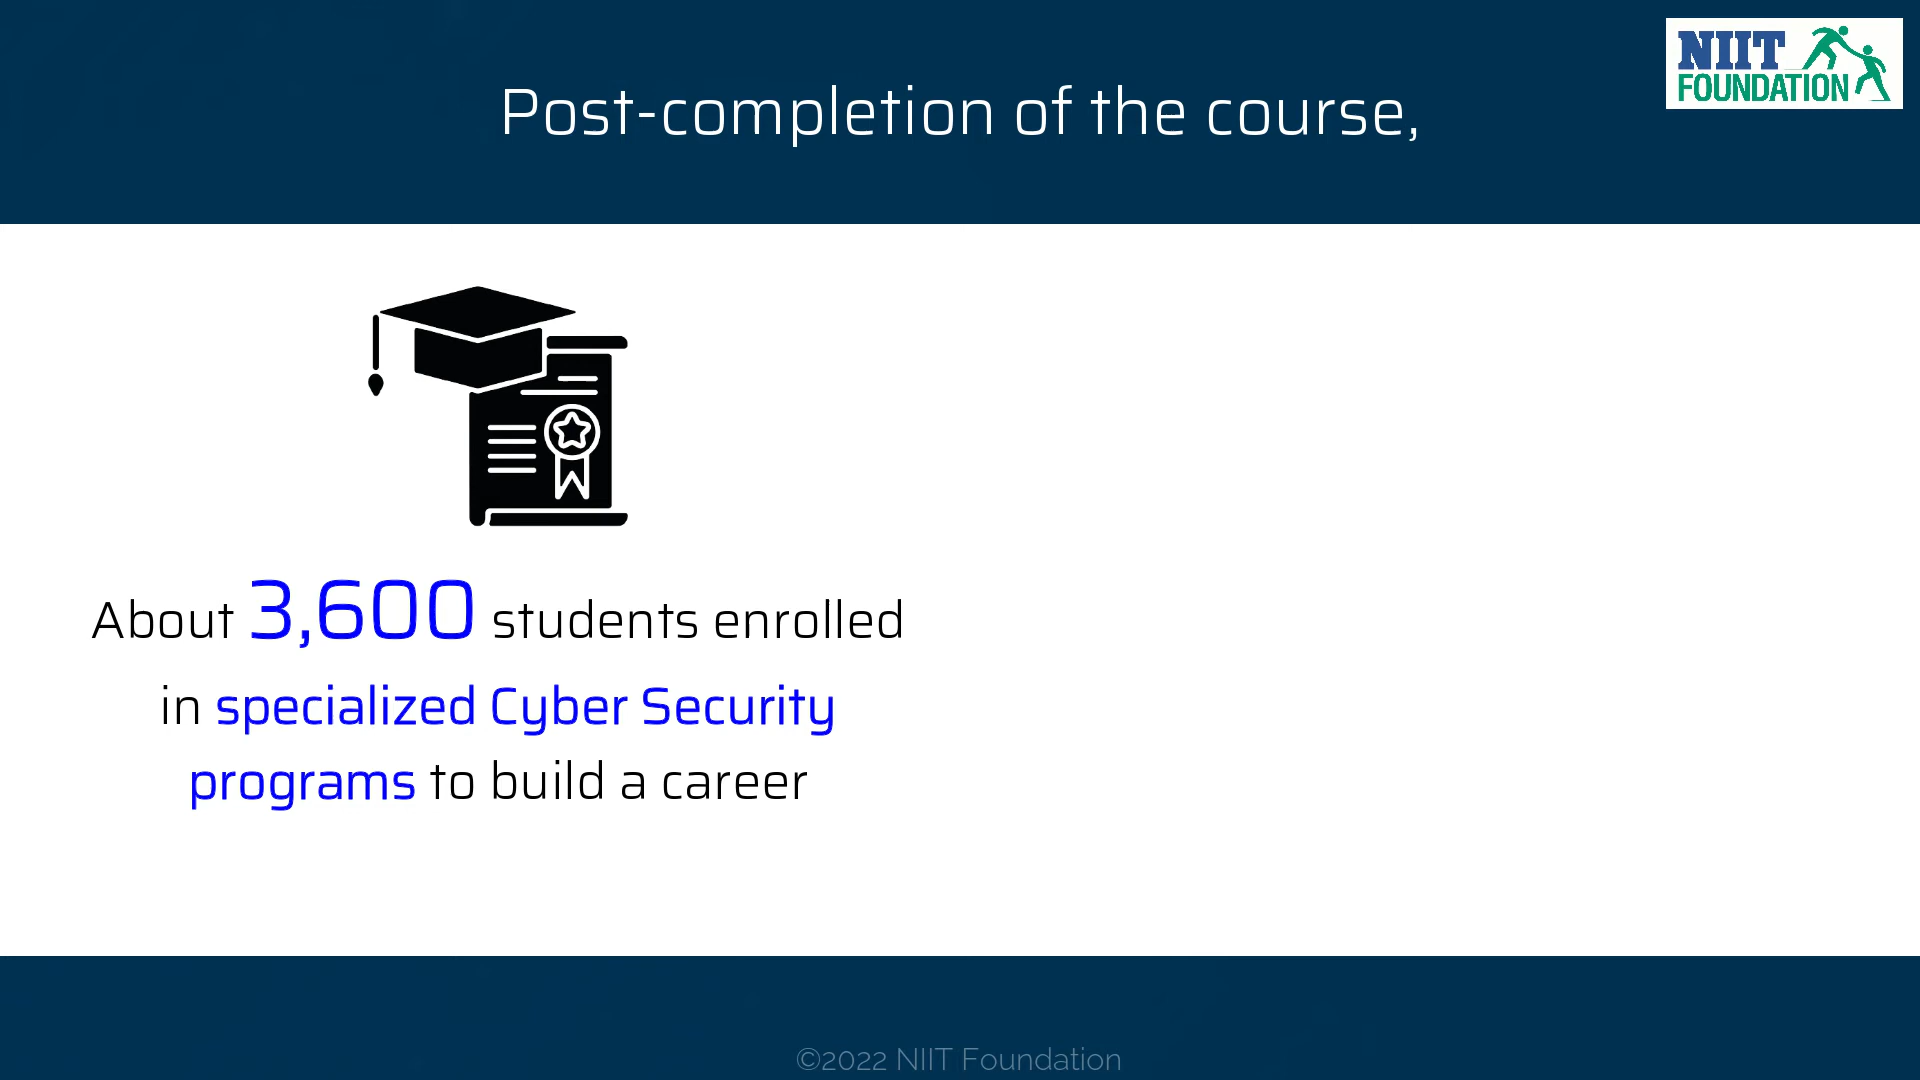 NIIT
FOUNDATION
Post-completion of the course,
About 3,600 students enrolled
in specialized Cyber Security
programs to build a career
©2022 NIIT Foundation